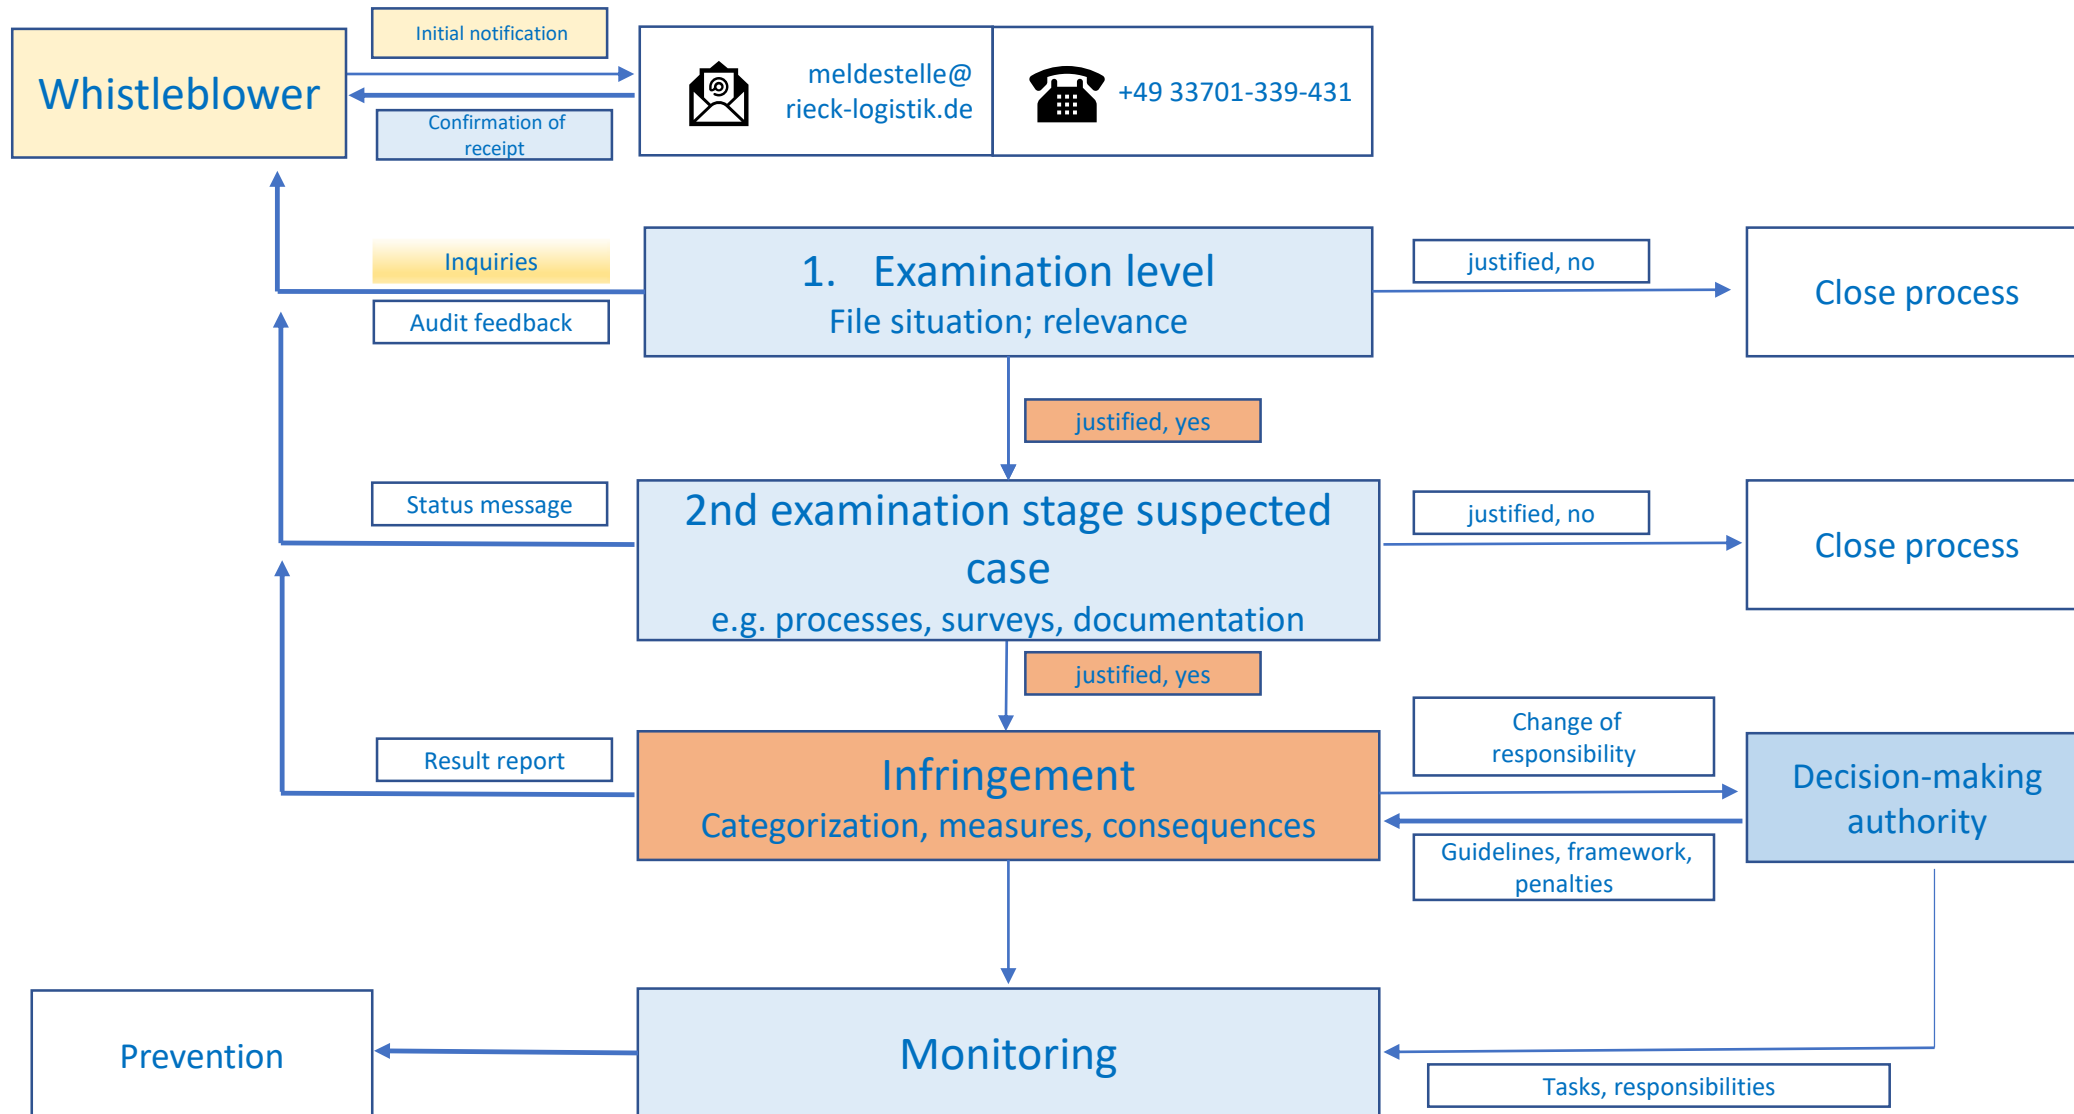 Whistleblower
Initial notification
Confirmation of
receipt
meldestelle@
rieck-logistik.de
+49 33701-339-431
Inquiries
Audit feedback
1. Examination level
File situation; relevance
justified, no
Close process
justified, yes
Status message
2nd examination stage suspected
case
e.g. processes, surveys, documentation
justified, no
Close process
justified, yes
Result report
Infringement
Categorization, measures, consequences
Change of
responsibility
Decision-making
authority
Guidelines, framework,
penalties
Prevention
Monitoring
Tasks, responsibilities